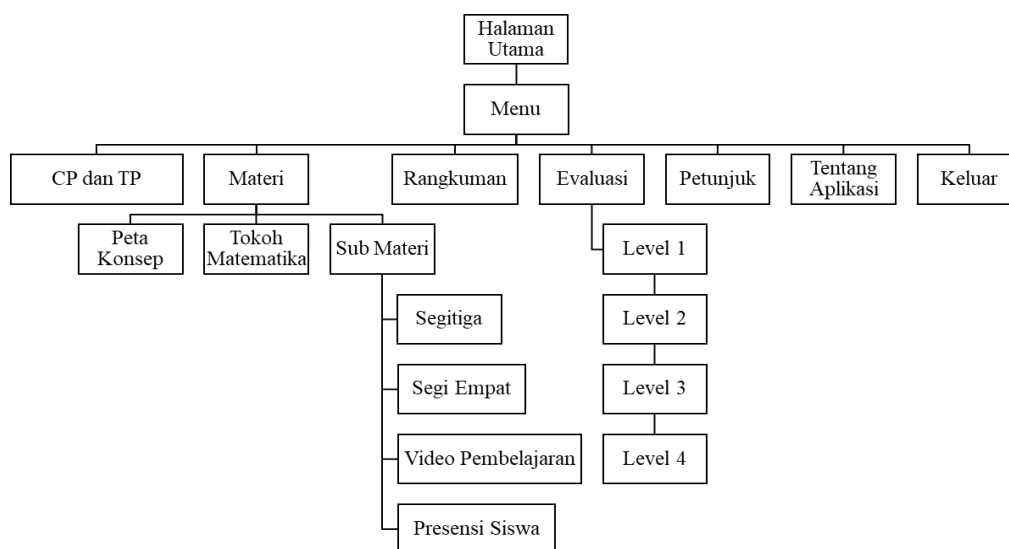 Halaman
Utama
Menu
CP dan TP
Materi
Rangkuman
Evaluasi
Petunjuk
Tentang
Aplikasi
Keluar
Peta
Konsep
Tokoh
Matematika
Sub Materi
Level 1
Segitiga
Level 2
Segi Empat
Level 3
Video Pembelajaran
Level 4
Presensi Siswa